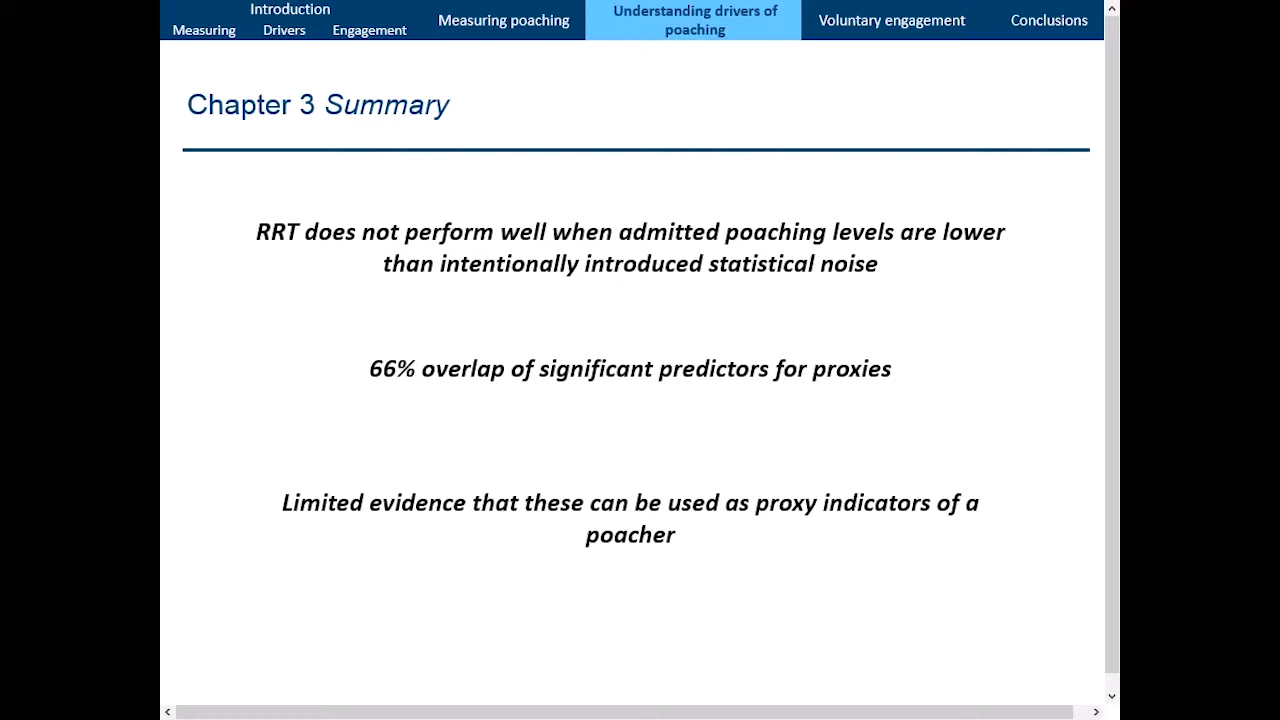 Introduction
Measuring Drivers Engagement
Measuring poaching
Understanding drivers of
poaching
Voluntary engagement
Conclusions
Chapter 3 Summary
RRT does not perform well when admitted poaching levels are lower
than intentionally introduced statistical noise
66% overlap of significant predictors for proxies
Limited evidence that these can be used as proxy indicators of a
poacher